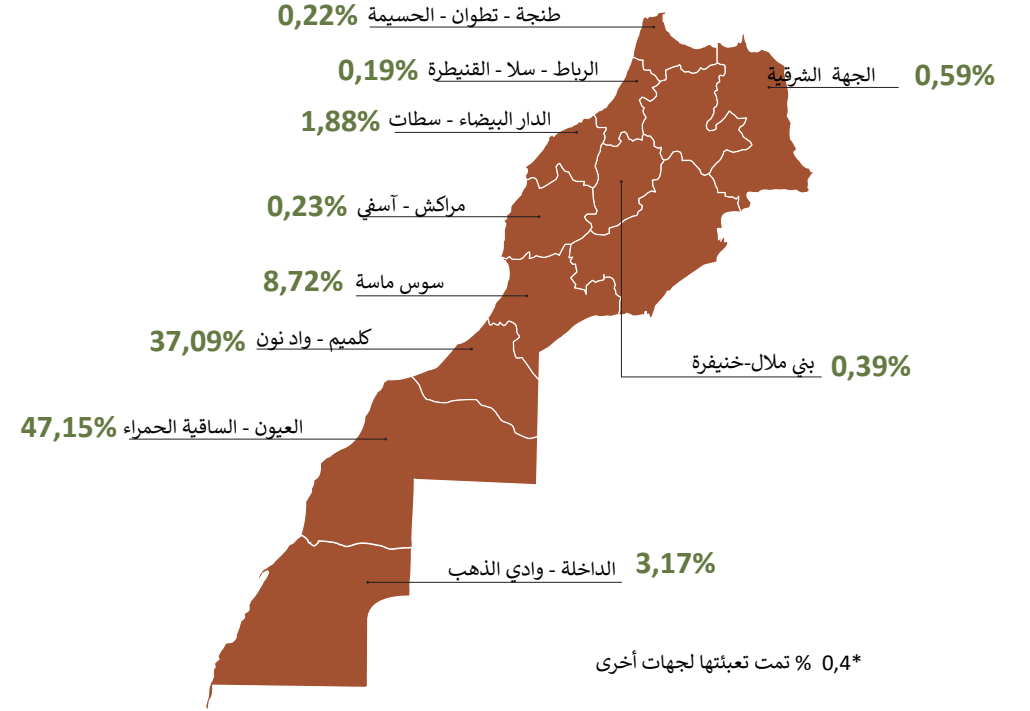 طنجة - تطوان - الحسيمة 0,22%
الرباط - سلا - القنيطرة 0,19%
الجهة الشرقية 0,59%
الدار البيضاء - سطات 1,88%
مراكش - آسفي 0,23%
سوس ماسة 8,72%
كلميم - واد نون 37,09%
بني ملال-خنيفرة 0,39%
العيون - الساقية الحمراء 47,15%
الداخلة - وادي الذهب 3,17%
*0,4 % تمت تعبئتها لجهات أخرى